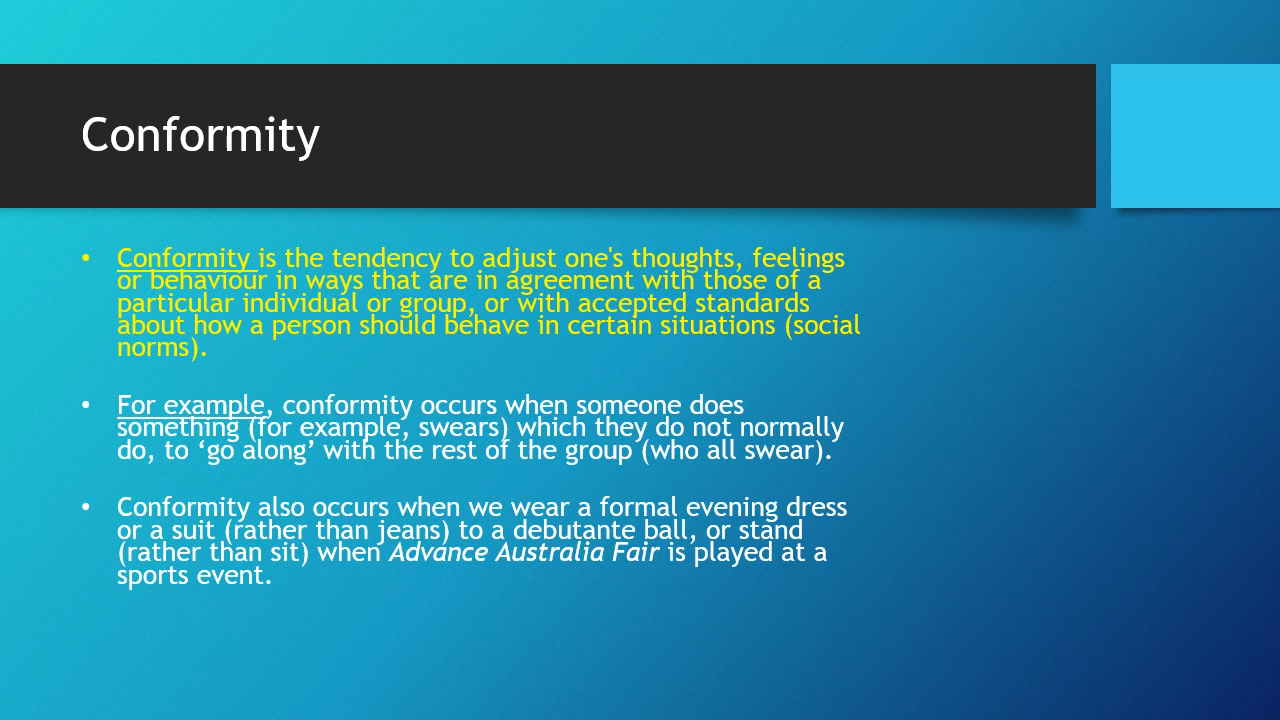 Conformity
• Conformity is the tendency to adjust one's thoughts, feelings
or behaviour in ways that are in agreement with those of a
particular individual or group, or with accepted standards
about how a person should behave in certain situations (social
norms).
• For example, conformity occurs when someone does
something (for example, swears) which they do not normally
do, to ‘go along’ with the rest of the group (who all swear).
• Conformity also occurs when we wear a formal evening dress
or a suit (rather than jeans) to a debutante ball, or stand
(rather than sit) when Advance Australia Fair is played at a
sports event.